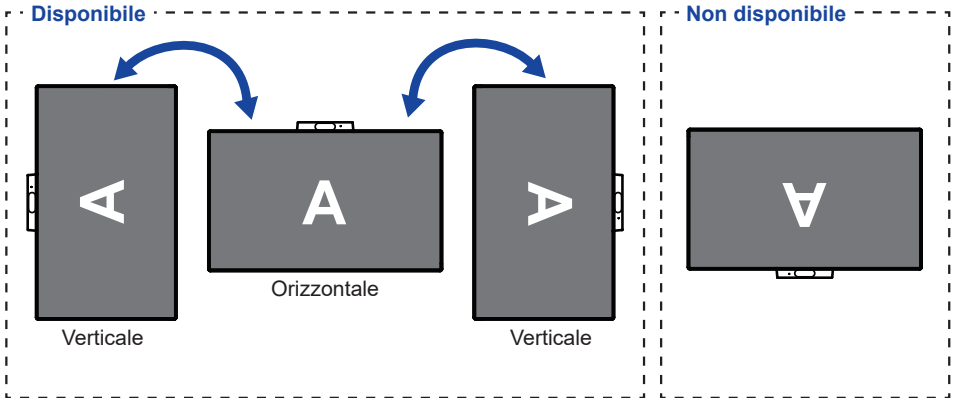 Disponibile
Non disponibile
A
A
A
A
Orizzontale
Verticale
Verticale